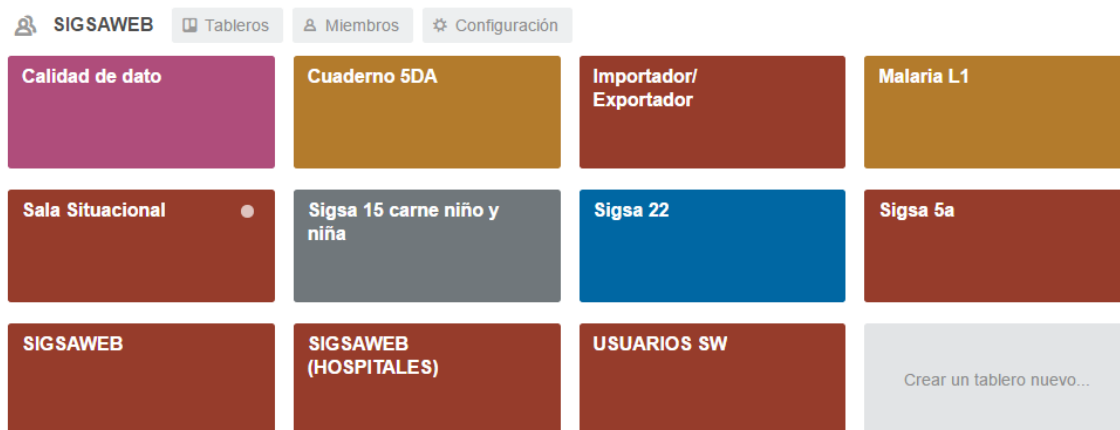 SIGSAWEB Tableros Miembros Configuración
Calidad de dato
Cuaderno 5DA
Importador/
Exportador
Malaria L1
Sala Situacional
Sigsa 15 carne niño y
niña
Sigsa 22
Sigsa 5a
SIGSAWEB
SIGSAWEB
(HOSPITALES)
USUARIOS SW
Crear un tablero nuevo...